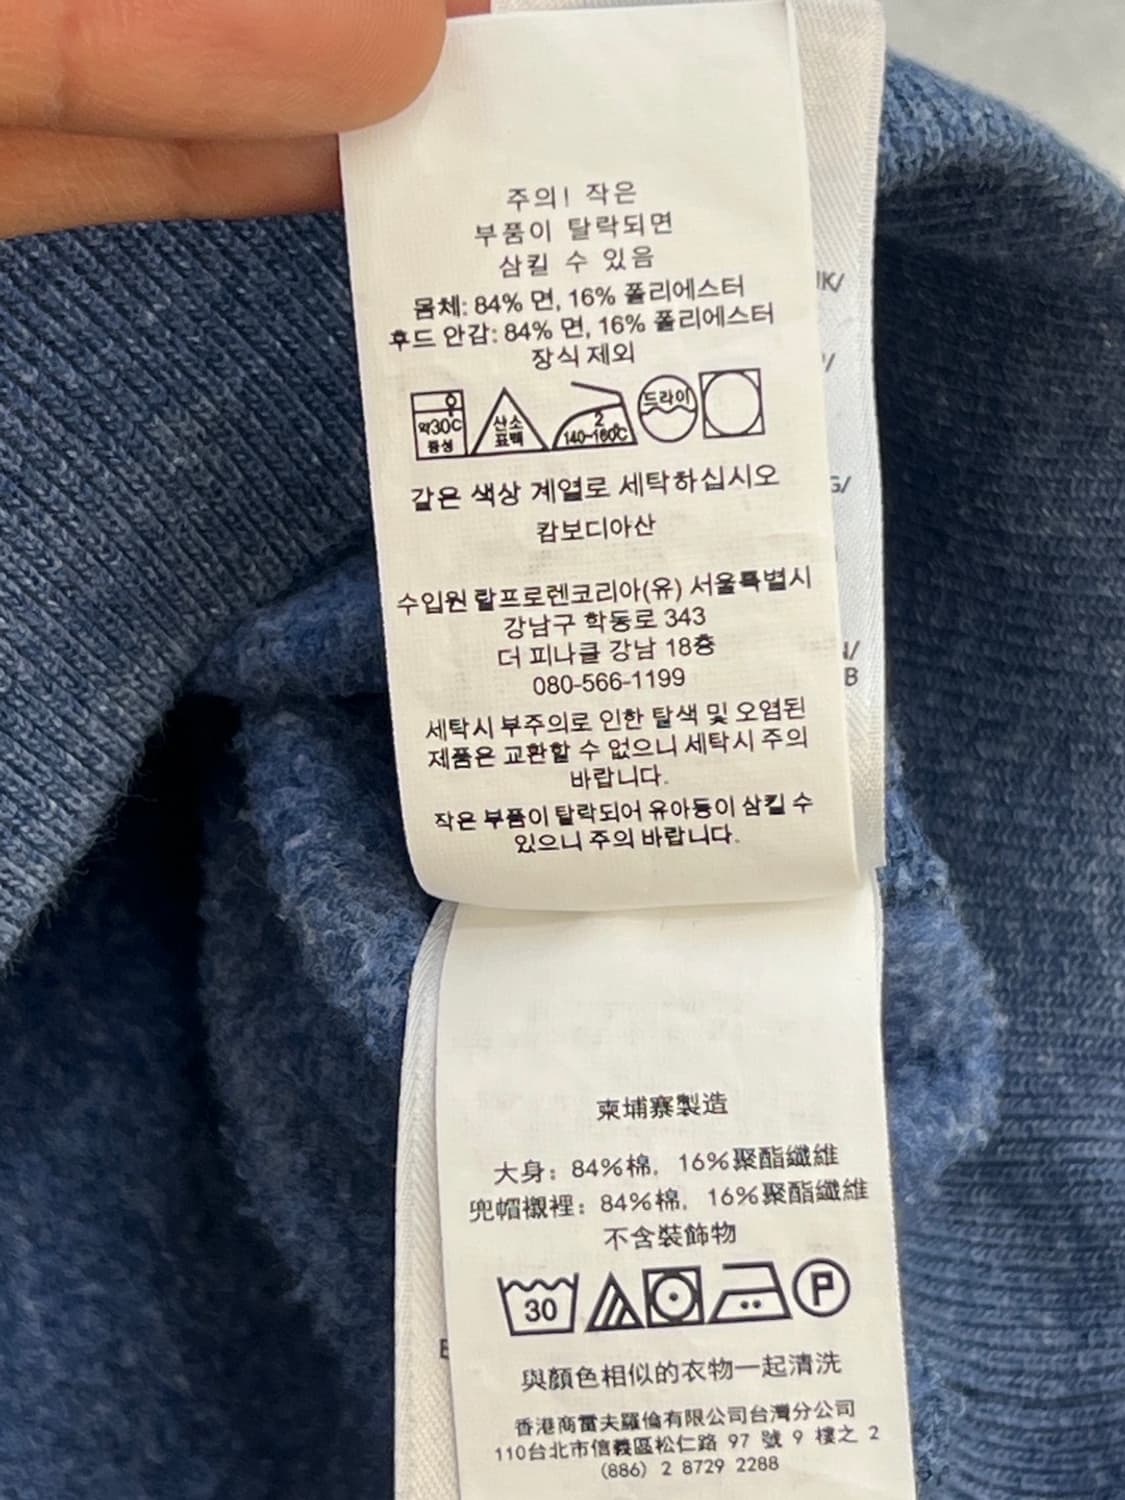 주의! 작은
부품이 탈락되면
삼킬 수 있음
몸체: 84% 면, 16% 폴리에스터
후드 안감: 84% 면, 16% 폴리에스터
장식 제외
약30℃
중성
산소
표백
2
140~160℃
드라이
같은 색상 계열로 세탁하십시오
캄보디아산
수입원 랄프로렌코리아(유) 서울특별시
강남구 학동로 343
더 피나클 강남 18층
080-566-1199
세탁시 부주의로 인한 탈색 및 오염된
제품은 교환할 수 없으니 세탁시 주의
바랍니다.
작은 부품이 탈락되어 유아등이 삼킬 수
있으니 주의 바랍니다.
柬埔寨製造
大身: 84%棉, 16%聚酯纖維
兜帽襯裡: 84%棉, 16%聚酯纖維
不含裝飾物
30
P
與顏色相似的衣物一起清洗
香港商雷夫羅倫有限公司台灣分公司
110台北市信義區松仁路 97 號 9 樓之 2
(886) 2 8729 2288